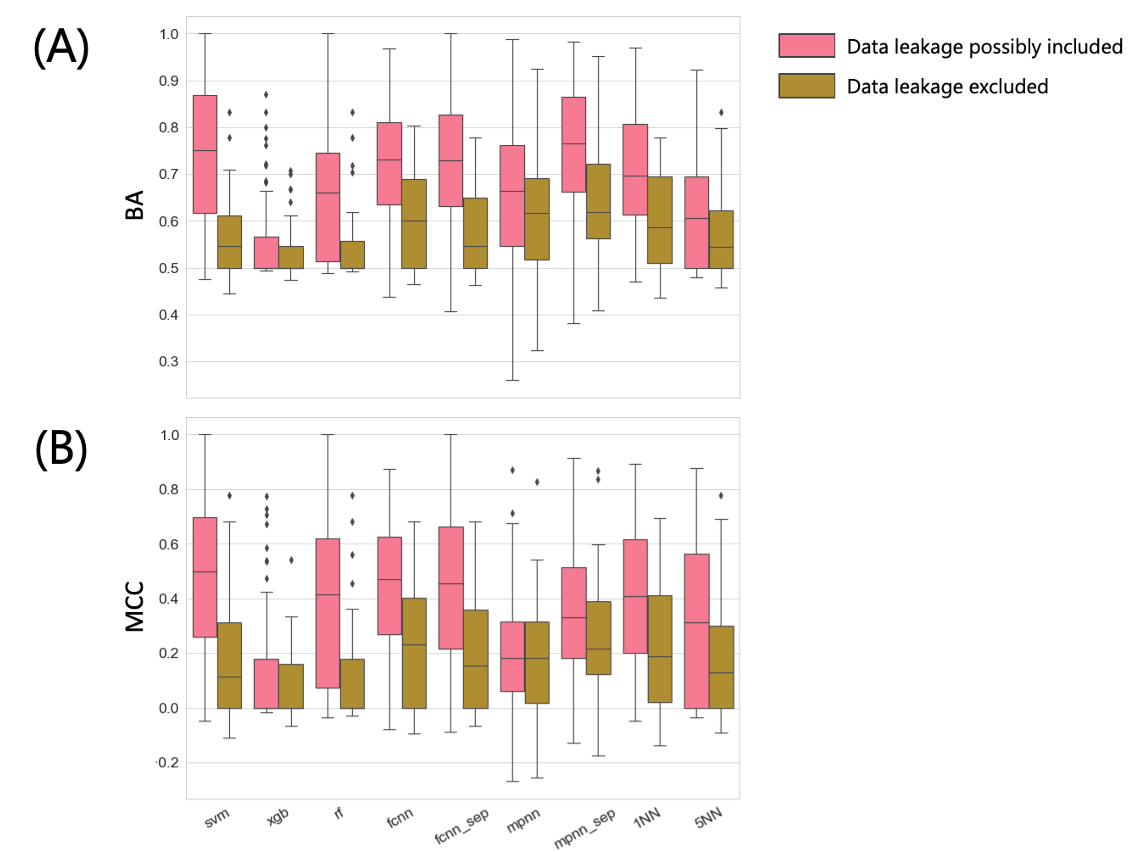 (A)
1.0
0.9
0.8
0.7
0.6
0.5
0.4
0.3
BA
Data leakage possibly included
Data leakage excluded
(B)
1.0
0.8
0.6
0.4
0.2
0.0
-0.2
MCC
svm
xgb
rf
fcnn
fcnn_sep
mpnn
mpnn_sep
1NN
5NN